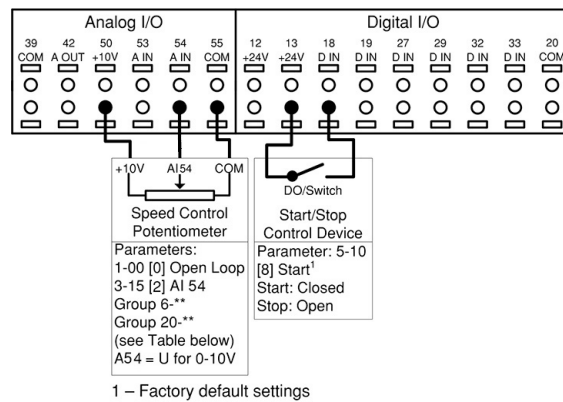 Analog I/O
Digital I/O
39 42 50 53 54 55 12 13 18 19 27 29 32 33 20
COM A OUT +10V A IN A IN COM +24V +24V D IN D IN D IN D IN D IN D IN COM
+10V AI54 COM
DO/Switch
Speed Control
Potentiometer
Parameters:
1-00 [0] Open Loop
3-15 [2] AI 54
Group 6-**
Group 20-**
(see Table below)
A54 = U for 0-10V
Start/Stop
Control Device
Parameter: 5-10
[8] Start¹
Start: Closed
Stop: Open
1 – Factory default settings